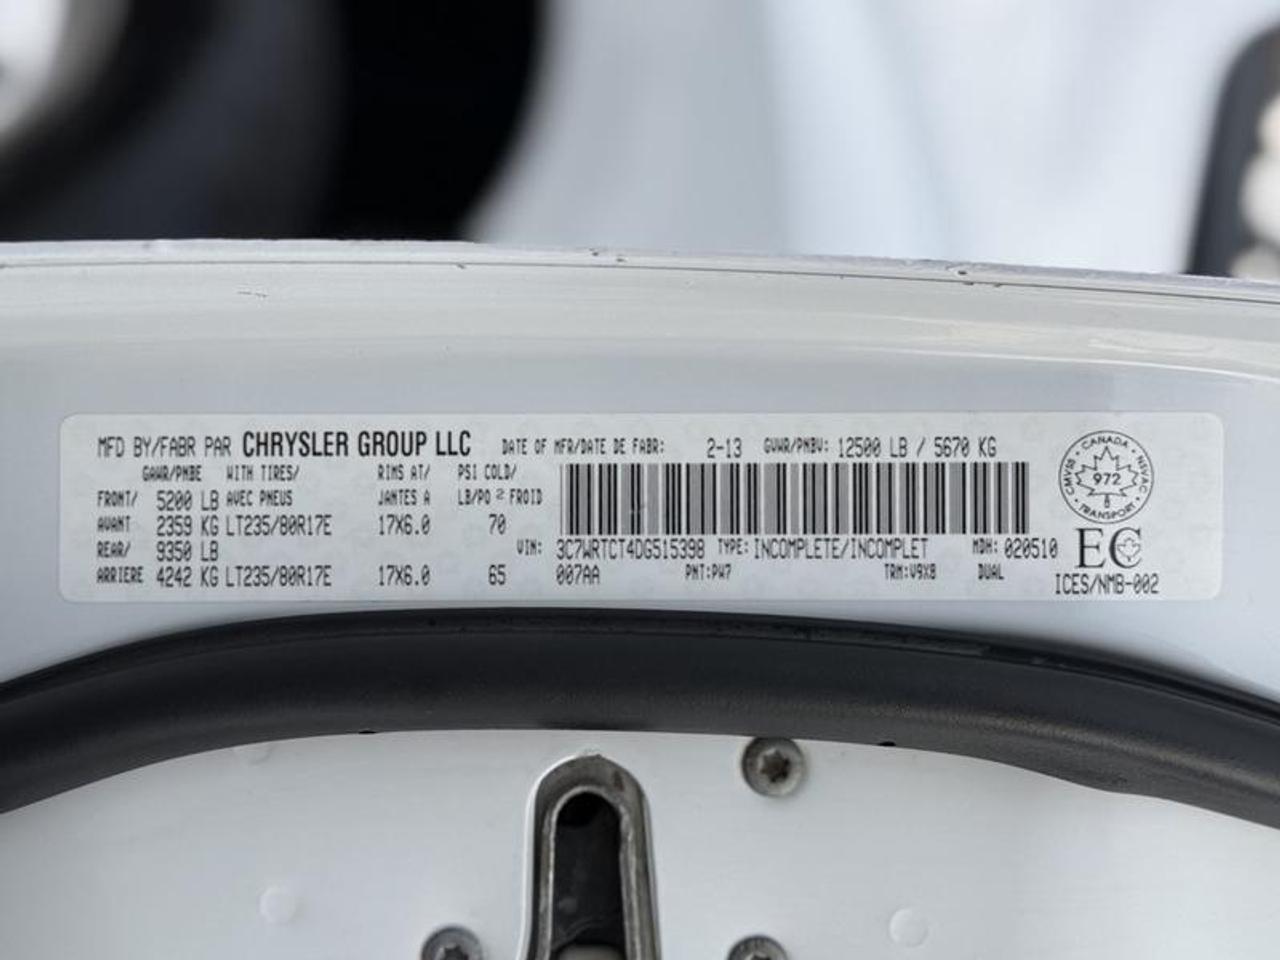 MFD BY/FABR PAR CHRYSLER GROUP LLC DATE OF MFR/DATE DE FABR: 2-13 GVWR/PNBV: 12500 LB / 5670 KG
GAWR/PNBE WITH TIRES/ RIMS AT/ PSI COLD/
FRONT/ 5200 LB AVEC PNEUS JANTES A LB/PO² FROID
AVANT 2359 KG LT235/80R17E 17X6.0 70
REAR/ 9350 LB VIN: 3C7WRTCT4DG515398 TYPE: INCOMPLETE/INCOMPLET MDH: 020510
ARRIERE 4242 KG LT235/80R17E 17X6.0 65 007AA PNT:PW7 TRM:V9X8 DUAL
CANADA
CMVSS NSVAC
972
TRANSPORT
EC
ICES/NMB-002